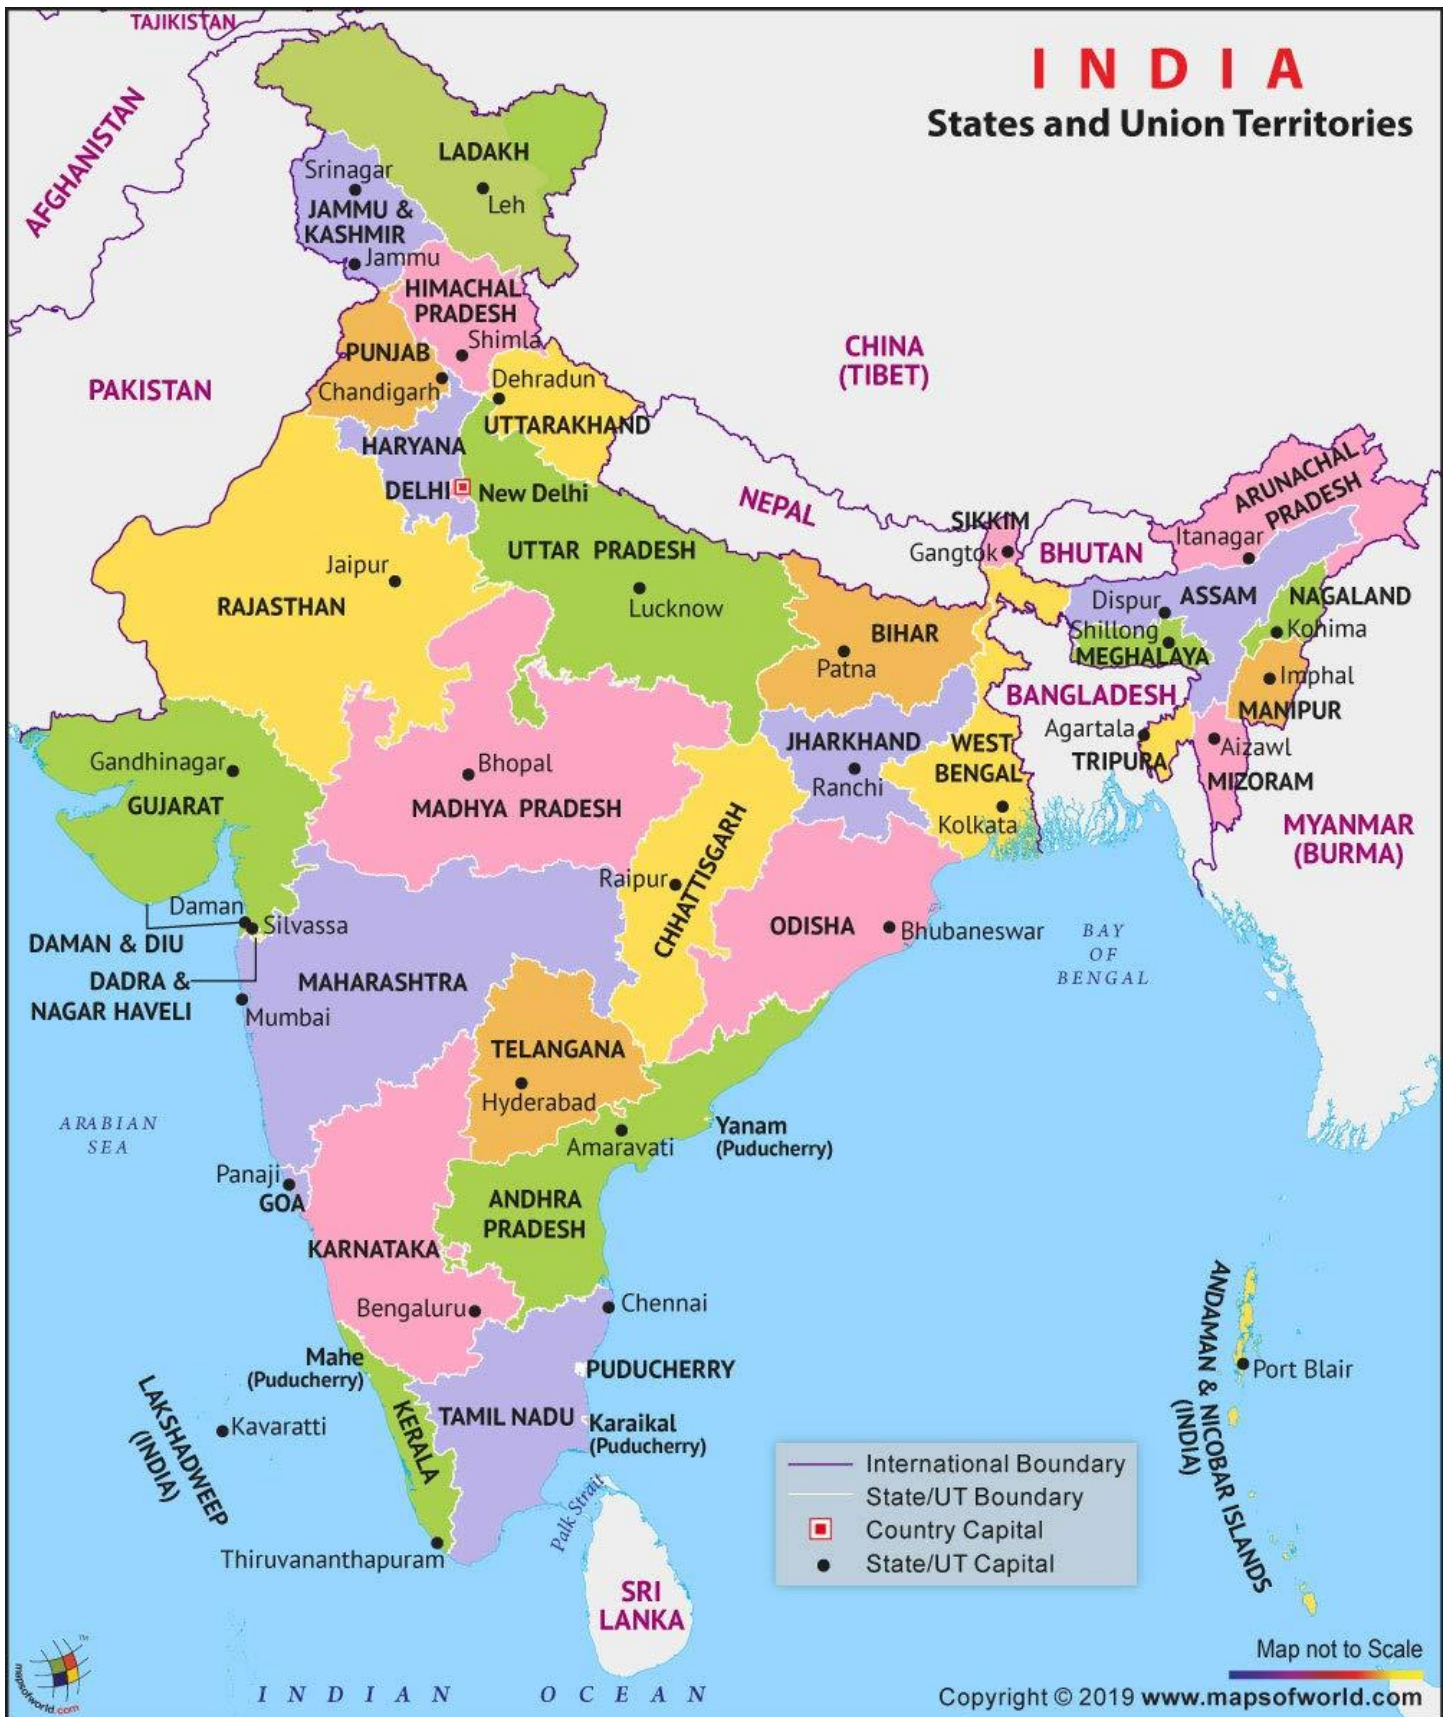 TAJIKISTAN
INDIA
States and Union Territories
AFGHANISTAN
LADAKH
Leh
Srinagar
JAMMU &
KASHMIR
Jammu
HIMACHAL
PRADESH
Shimla
CHINA
(TIBET)
PUNJAB
Chandigarh
PAKISTAN
Dehradun
UTTARAKHAND
HARYANA
DELHI
New Delhi
NEPAL
ARUNACHAL
PRADESH
Itanagar
SIKKIM
Gangtok
BHUTAN
UTTAR PRADESH
Lucknow
Jaipur
RAJASTHAN
Dispur
ASSAM
NAGALAND
Kohima
Shillong
MEGHALAYA
BIHAR
Patna
Imphal
MANIPUR
BANGLADESH
Agartala
TRIPURA
Aizawl
MIZORAM
JHARKHAND
Ranchi
WEST
BENGAL
Kolkata
Gandhinagar
GUJARAT
Bhopal
MADHYA PRADESH
MYANMAR
(BURMA)
CHHATTISGARH
Raipur
Daman
Silvassa
DAMAN & DIU
DADRA &
NAGAR HAVELI
ODISHA
Bhubaneswar
BAY
OF
BENGAL
MAHARASHTRA
Mumbai
TELANGANA
Hyderabad
ARABIAN
SEA
Amaravati
Yanam
(Puducherry)
Panaji
GOA
ANDHRA
PRADESH
KARNATAKA
Bengaluru
Chennai
Mahe
(Puducherry)
PUDUCHERRY
ANDAMAN & NICOBAR ISLANDS
(INDIA)
Port Blair
LAKSHADWEEP
(INDIA)
Kavaratti
KERALA
TAMIL NADU
Karaikal
(Puducherry)
Palk Strait
Thiruvananthapuram
SRI
LANKA
International Boundary
State/UT Boundary
Country Capital
State/UT Capital
INDIAN OCEAN
mapsofworld.com
TM
Map not to Scale
Copyright © 2019 www.mapsofworld.com